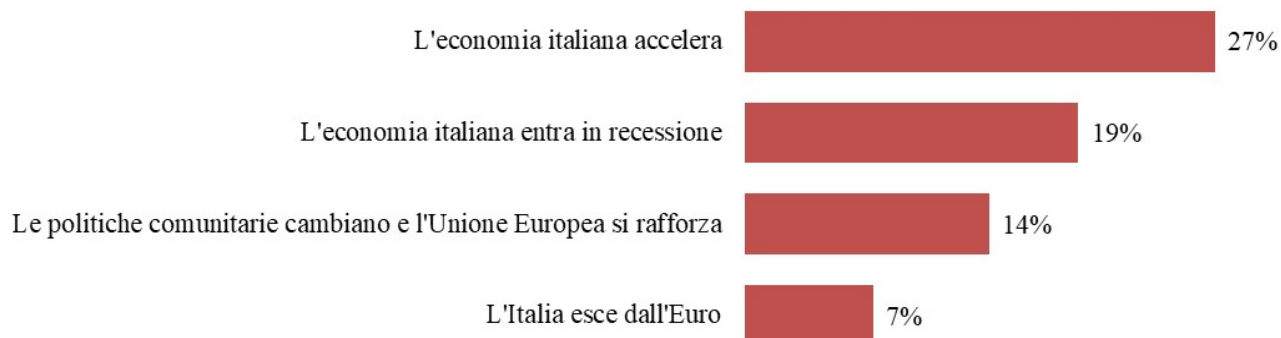 L'economia italiana accelera 27%
L'economia italiana entra in recessione 19%
Le politiche comunitarie cambiano e l'Unione Europea si rafforza 14%
L'Italia esce dall'Euro 7%